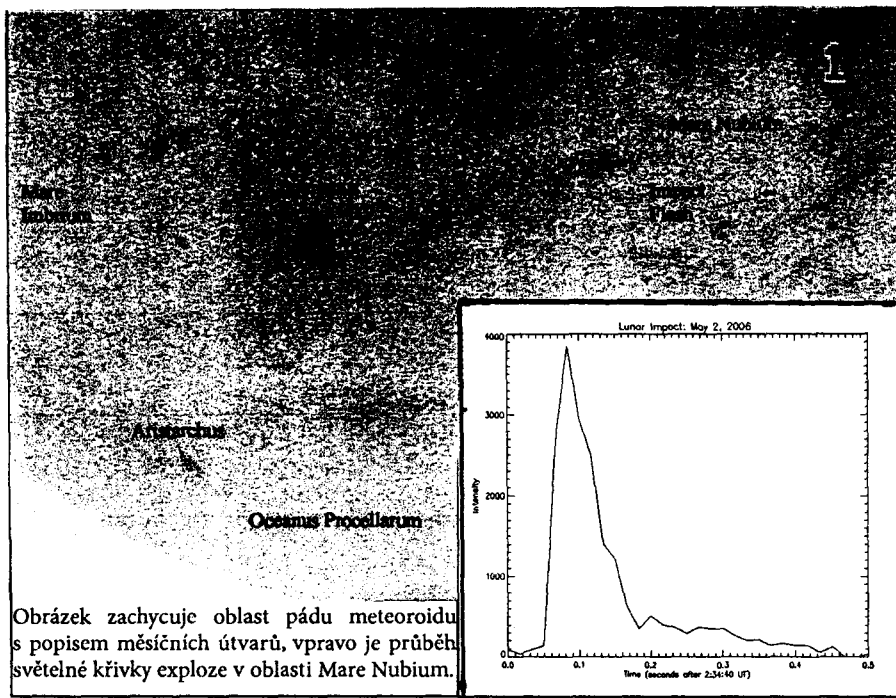 1
Mare
Imbrium
Impact
Flash
Aristarchus
Oceanus Procellarum
Lunar Impact: May 2, 2006
Intensity
4000
3000
2000
1000
0
0.0 0.1 0.2 0.3 0.4 0.5
Time (seconds after 2:34:40 UT)
Obrázek zachycuje oblast pádu meteoroidu
s popisem měsíčních útvarů, vpravo je průběh
světelné křivky exploze v oblasti Mare Nubium.